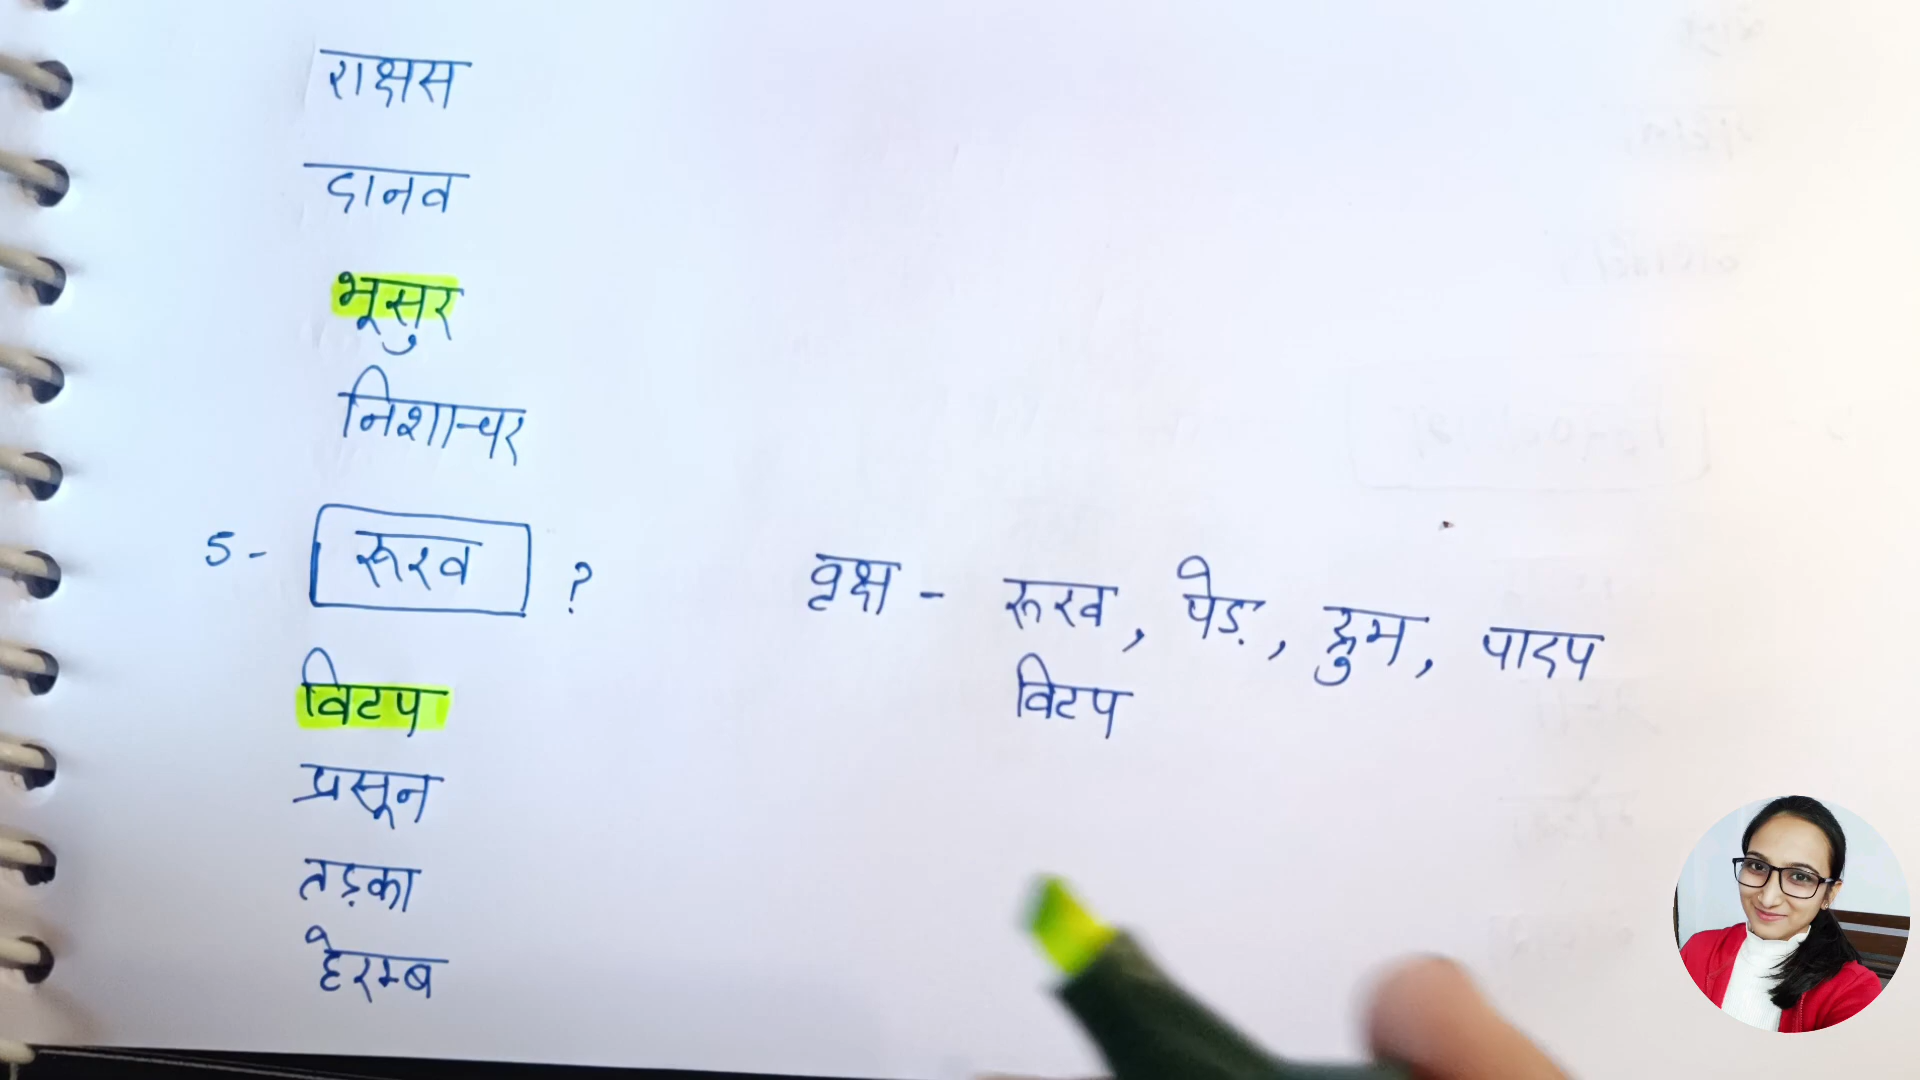 राक्षस
दानव
भूसुर
निशाचर
5- रूख ?
वृक्ष - रूख, पेड़, द्रुम, पादप
विटप
विटप
प्रसून
तड़का
हेरम्ब